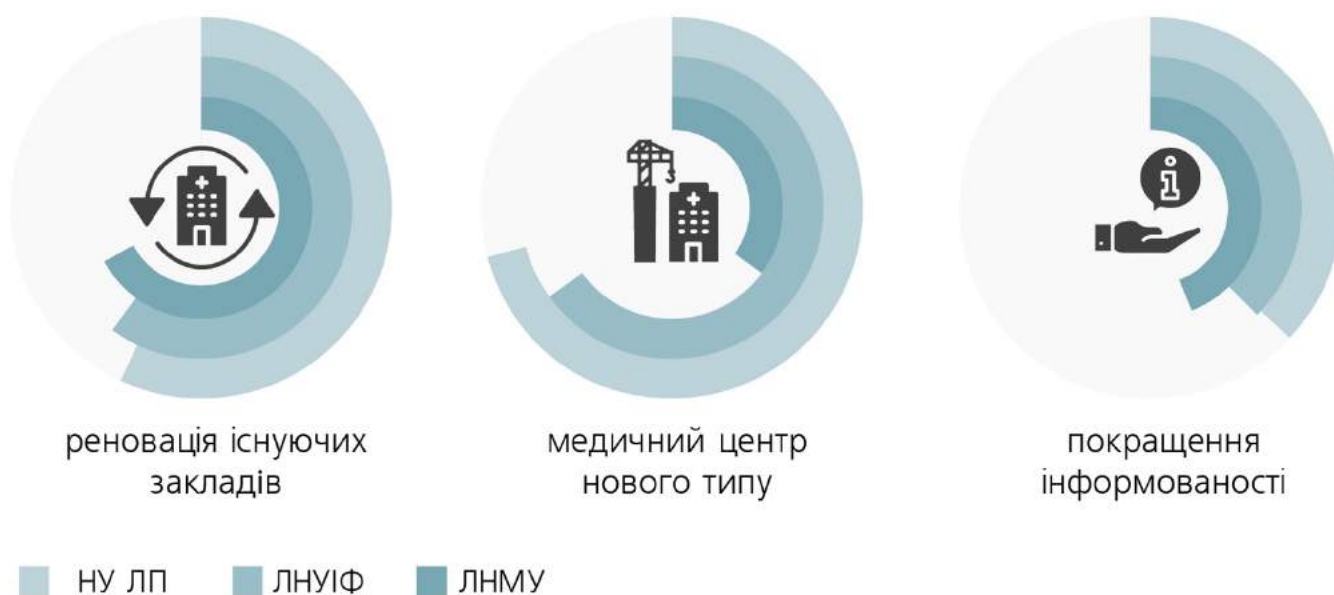 реновація існуючих
закладів
медичний центр
нового типу
покращення
інформованості
НУ ЛП
ЛНУІФ
ЛНМУ